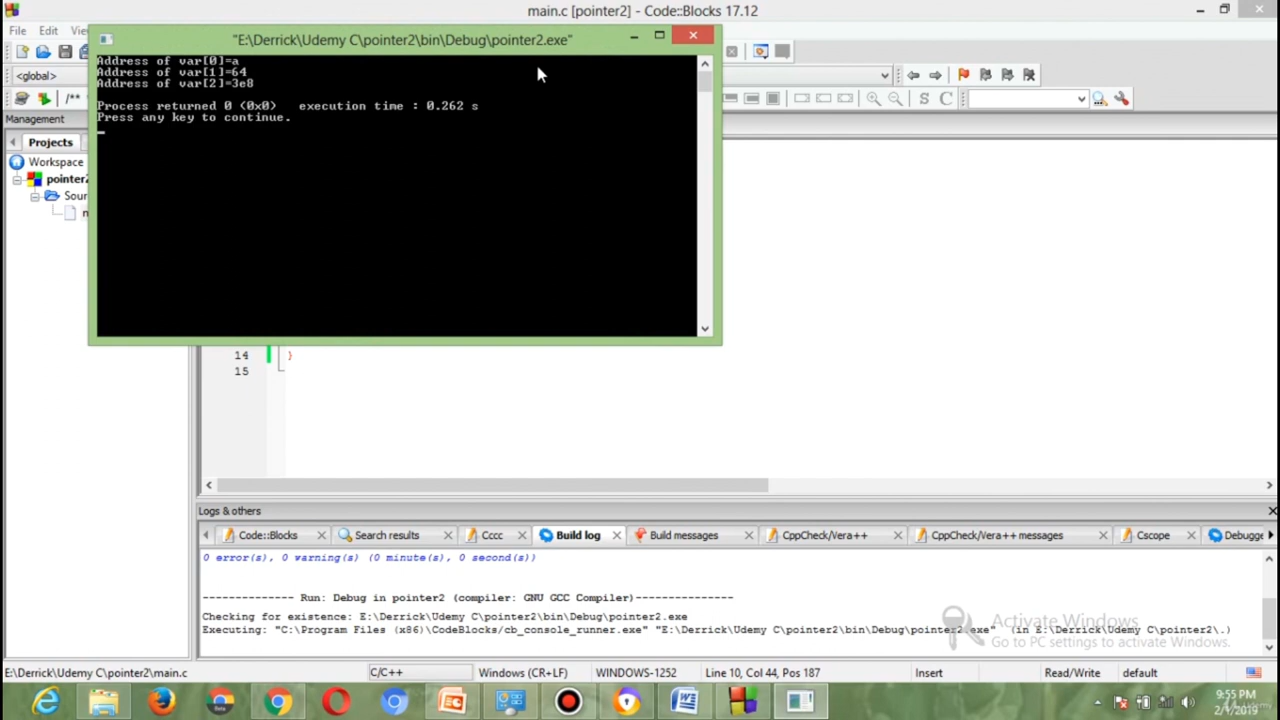 main.c [pointer2] - Code::Blocks 17.12
File Edit
"E:\Derrick\Udemy C\pointer2\bin\Debug\pointer2.exe"
Address of var[0]=a
Address of var[1]=64
Address of var[2]=3e8
Process returned 0 (0x0) execution time : 0.262 s
Press any key to continue.
<global>
/**
S C
Management
Projects
Workspace
pointer2
14 }
15
Logs & others
Code::Blocks Search results Cccc Build log Build messages CppCheck/Vera++ CppCheck/Vera++ messages Cscope
0 error(s), 0 warning(s) (0 minute(s), 0 second(s))
-------------- Run: Debug in pointer2 (compiler: GNU GCC Compiler)---------------
Checking for existence: E:\Derrick\Udemy C\pointer2\bin\Debug\pointer2.exe
Executing: "C:\Program Files (x86)\CodeBlocks/cb_console_runner.exe" "E:\Derrick\Udemy C\pointer2\bin\Debug\pointer2.exe" (in E:\Derrick\Udemy C\pointer2\.)
Activate Windows
Go to PC settings to activate Windows.
E:\Derrick\Udemy C\pointer2\main.c C/C++ Windows (CR+LF) WINDOWS-1252 Line 10, Col 44, Pos 187 Insert Read/Write default
9:55 PM
2/1/2019